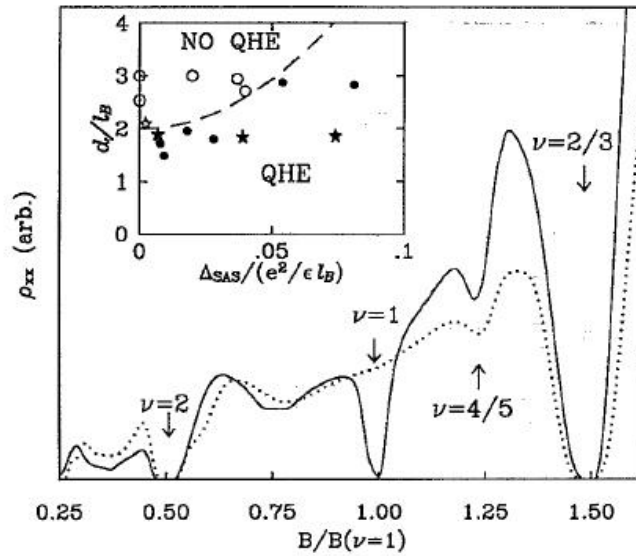 4
NO QHE
3
d_v/l_B
2
1
QHE
0
0
.05
.1
Δ_SAS/(e²/ϵ l_B)
ρ_xx (arb.)
ν=2/3
ν=1
ν=2
ν=4/5
0.25
0.50
0.75
1.00
1.25
1.50
B/B(ν=1)